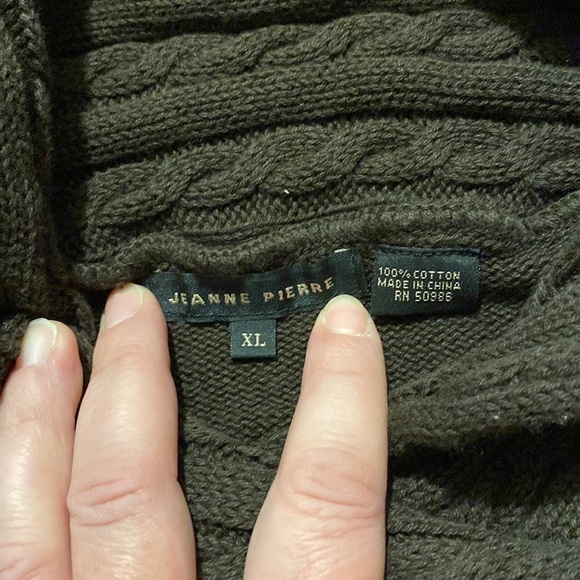 JEANNE PIERRE
XL
100% COTTON
MADE IN CHINA
RN 50986